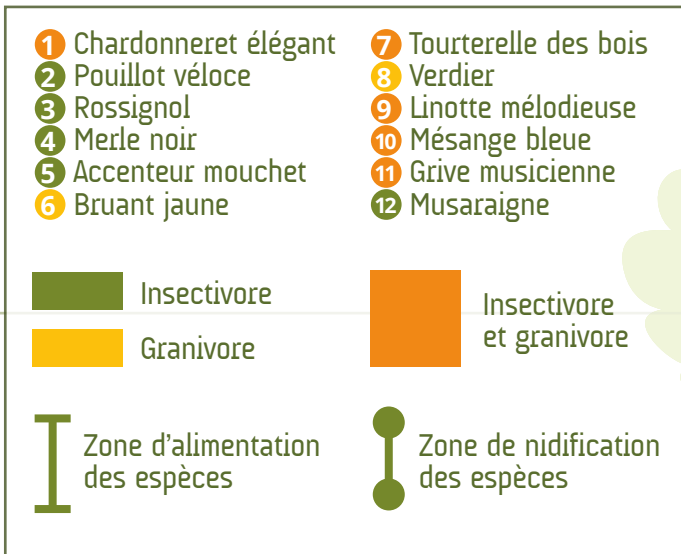 1 Chardonneret élégant
2 Pouillot véloce
3 Rossignol
4 Merle noir
5 Accenteur mouchet
6 Bruant jaune
7 Tourterelle des bois
8 Verdier
9 Linotte mélodieuse
10 Mésange bleue
11 Grive musicienne
12 Musaraigne
Insectivore
Granivore
Insectivore
et granivore
Zone d'alimentation
des espèces
Zone de nidification
des espèces